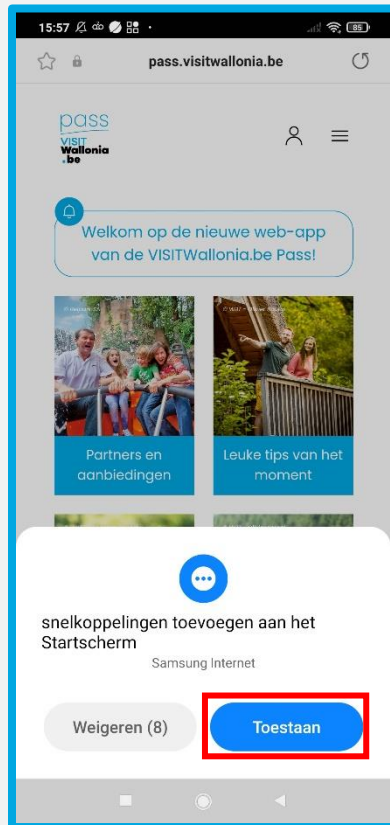 15:57
85
pass.visitwallonia.be
pass
VISIT
Wallonia
.be
Welkom op de nieuwe web-app
van de VISITWallonia.be Pass!
Partners en
aanbiedingen
Leuke tips van het
moment
snelkoppelingen toevoegen aan het
Startscherm
Samsung Internet
Weigeren (8)
Toestaan